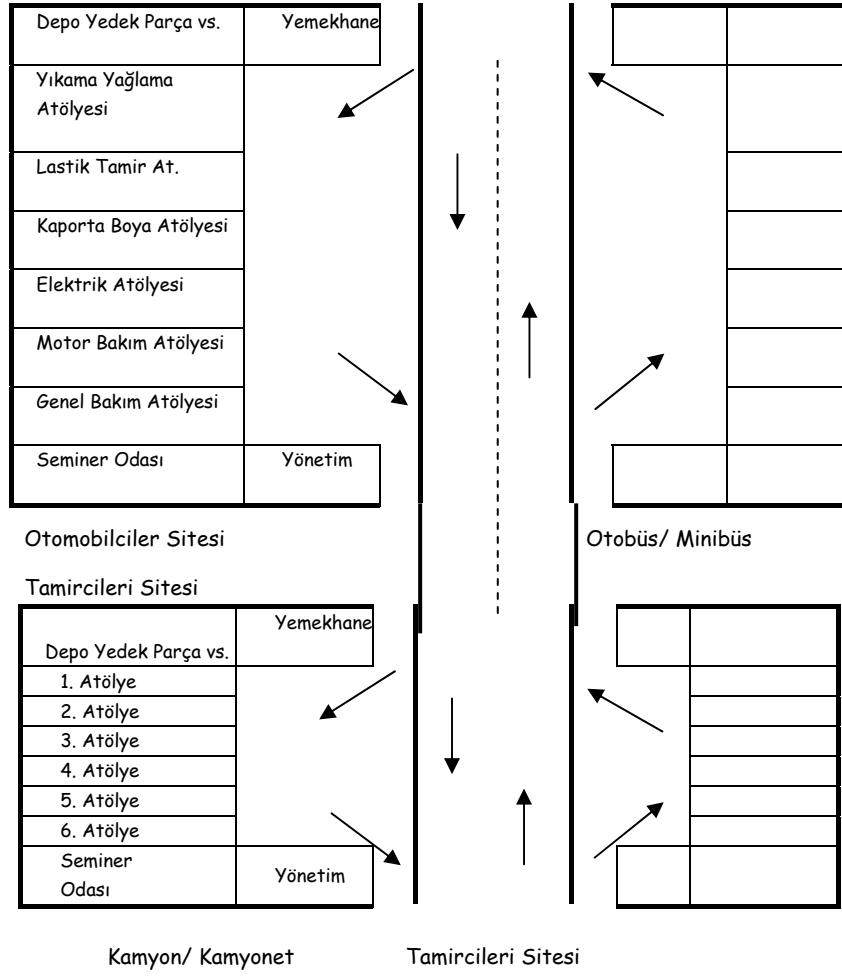 Depo Yedek Parça vs.
Yemekhane
Yıkama Yağlama
Atölyesi
Lastik Tamir At.
Kaporta Boya Atölyesi
Elektrik Atölyesi
Motor Bakım Atölyesi
Genel Bakım Atölyesi
Seminer Odası
Yönetim
Otomobilciler Sitesi
Otobüs/ Minibüs
Tamircileri Sitesi
Yemekhane
Depo Yedek Parça vs.
1. Atölye
2. Atölye
3. Atölye
4. Atölye
5. Atölye
6. Atölye
Seminer
Odası
Yönetim
Kamyon/ Kamyonet
Tamircileri Sitesi